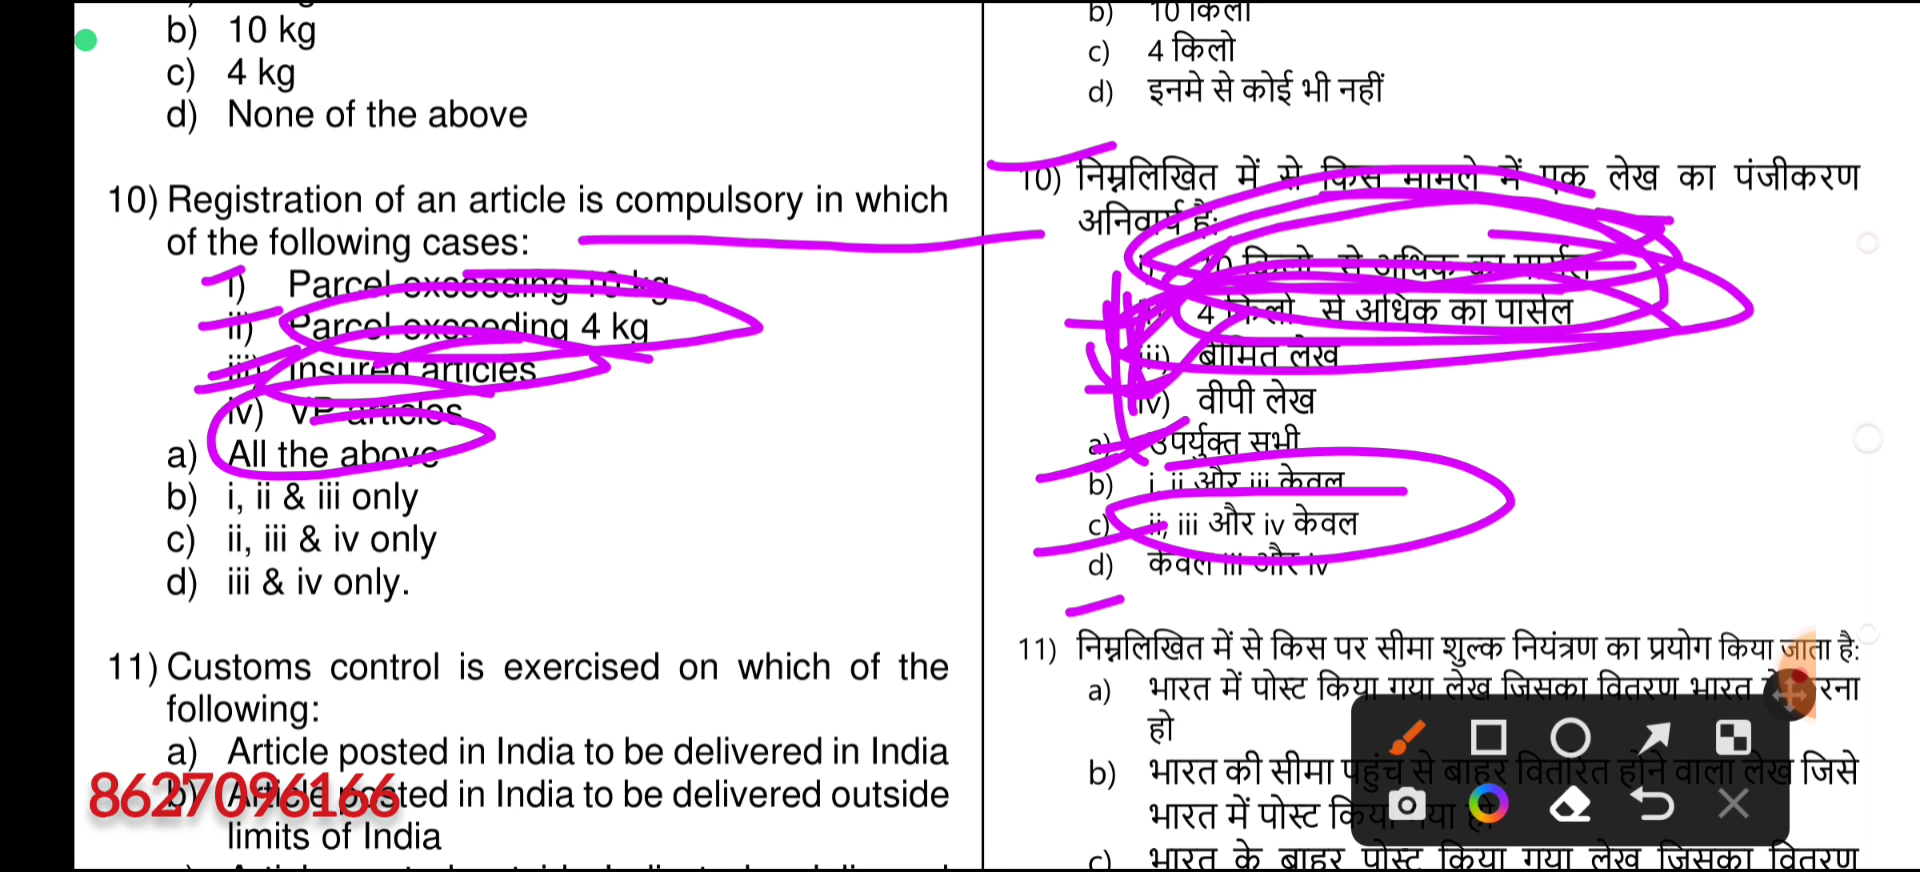 b) 10 kg
c) 4 kg
d) None of the above
10) Registration of an article is compulsory in which
of the following cases:
i) Parcel exceeding 10 kg
ii) Parcel exceeding 4 kg
iii) Insured articles
iv) VP articles
a) All the above
b) i, ii & iii only
c) ii, iii & iv only
d) iii & iv only.
11) Customs control is exercised on which of the
following:
a) Article posted in India to be delivered in India
b) Article posted in India to be delivered outside
limits of India
8627096166
b) 10 किलो
c) 4 किलो
d) इनमे से कोई भी नहीं
10) निम्नलिखित में से किस मामले में एक लेख का पंजीकरण
अनिवार्य है:
किलो से अधिक का पार्सल
4 किलो से अधिक का पार्सल
iii) बीमित लेख
iv) वीपी लेख
a) उपर्युक्त सभी
b) i, ii और iii केवल
c) ii, iii और iv केवल
d) केवल iii और iv
11) निम्नलिखित में से किस पर सीमा शुल्क नियंत्रण का प्रयोग किया जाता है:
a) भारत में पोस्ट किया गया लेख जिसका वितरण भारत रना
हो
b) भारत की सीमा पहुंच से बाहर वितरित होने वाला लेख जिसे
भारत में पोस्ट किया गया हो
c) भारत के बाहर पोस्ट किया गया लेख जिसका वितरण